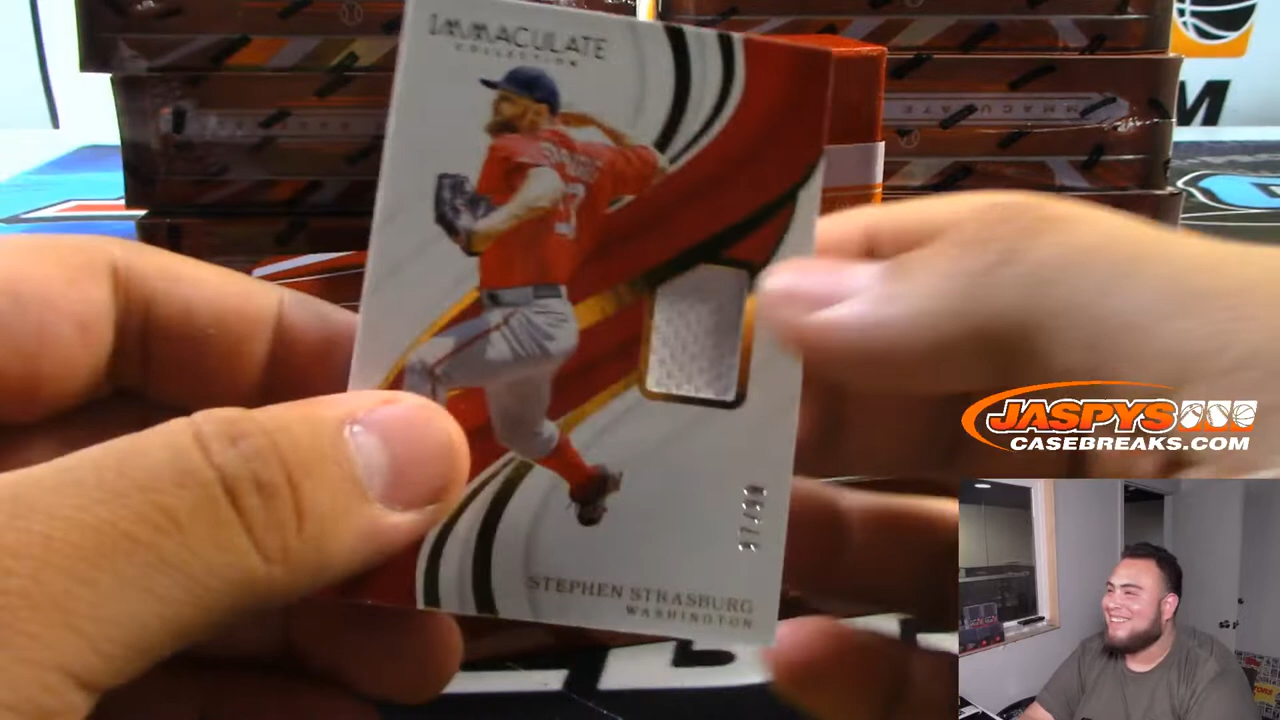 IMMACULATE
COLLECTION
STEPHEN STRASBURG
WASHINGTON
JASPYS
CASEBREAKS.COM